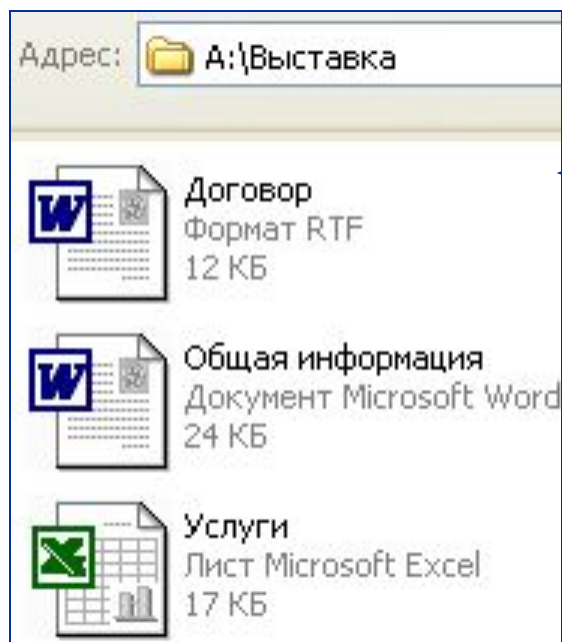 Адрес: А:\Выставка
Договор
Формат RTF
12 КБ
Общая информация
Документ Microsoft Word
24 КБ
Услуги
Лист Microsoft Excel
17 КБ